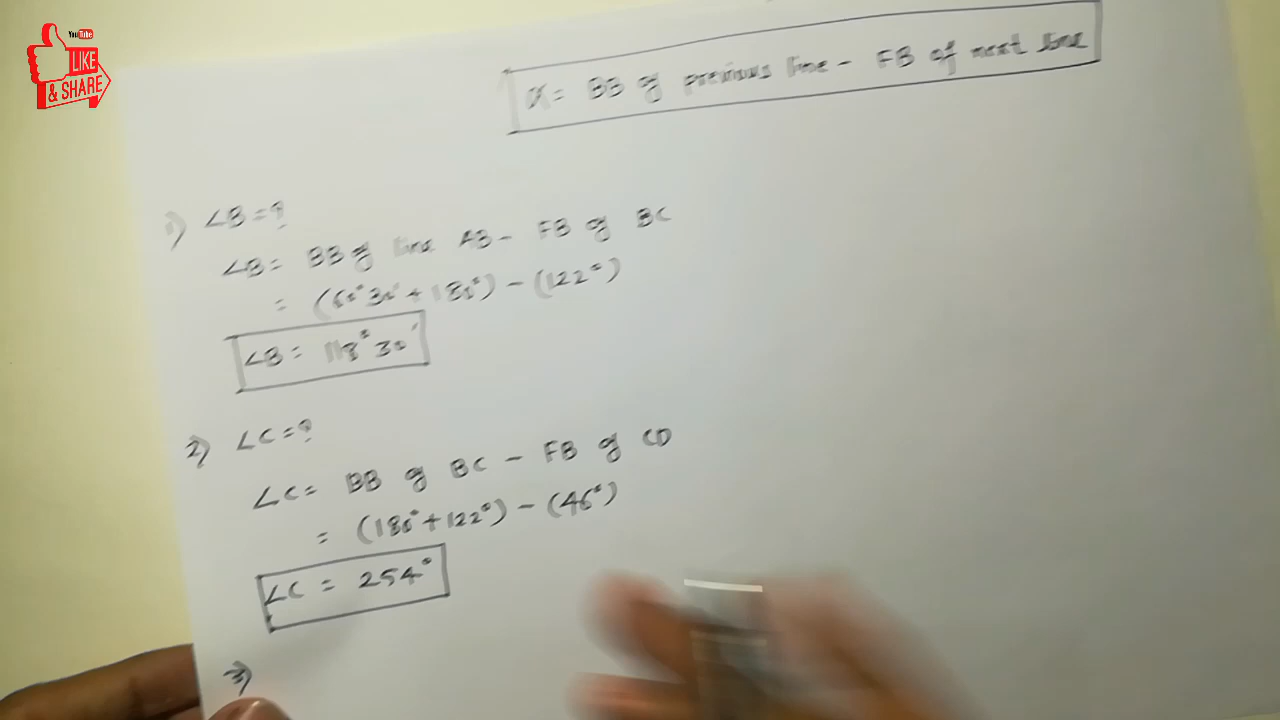 YouTube
LIKE
& SHARE
X = BB of previous line - FB of next line
1) ∠B = ?
∠B = BB of line AB - FB of BC
= (60°30' + 180°) - (122°)
∠B = 118°30'
2) ∠C = ?
∠C = BB of BC - FB of CD
= (180° + 122°) - (46°)
∠C = 254°
3)